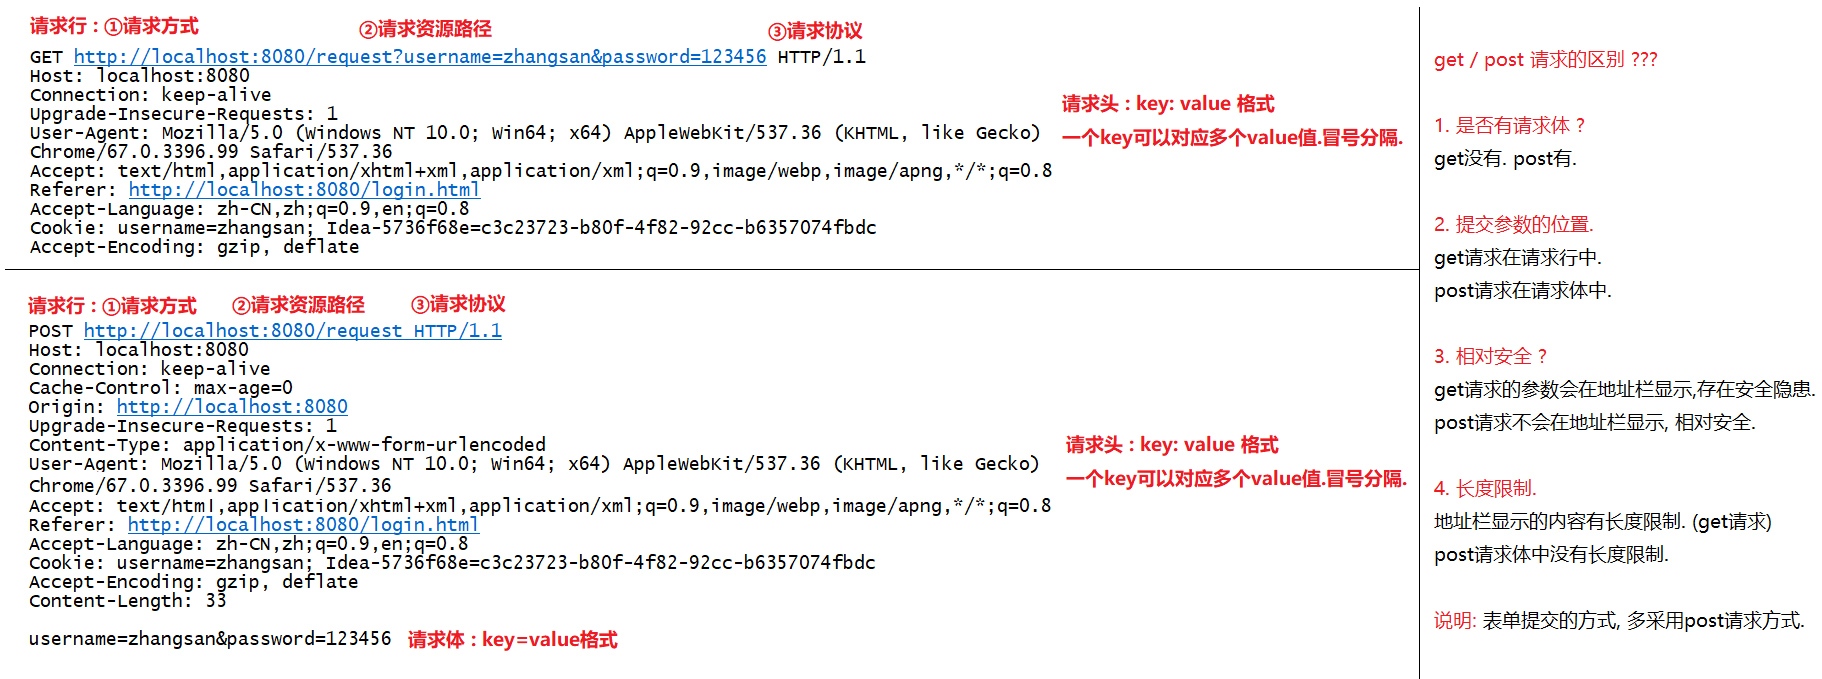 请求行：①请求方式 ②请求资源路径 ③请求协议
GET http://localhost:8080/request?username=zhangsan&password=123456 HTTP/1.1
Host: localhost:8080
Connection: keep-alive
Upgrade-Insecure-Requests: 1
User-Agent: Mozilla/5.0 (Windows NT 10.0; Win64; x64) AppleWebKit/537.36 (KHTML, like Gecko)
Chrome/67.0.3396.99 Safari/537.36
Accept: text/html,application/xhtml+xml,application/xml;q=0.9,image/webp,image/apng,*/*;q=0.8
Referer: http://localhost:8080/login.html
Accept-Language: zh-CN,zh;q=0.9,en;q=0.8
Cookie: username=zhangsan; Idea-5736f68e=c3c23723-b80f-4f82-92cc-b6357074fbdc
Accept-Encoding: gzip, deflate
请求头：key: value 格式
一个key可以对应多个value值.冒号分隔.
请求行：①请求方式 ②请求资源路径 ③请求协议
POST http://localhost:8080/request HTTP/1.1
Host: localhost:8080
Connection: keep-alive
Cache-Control: max-age=0
Origin: http://localhost:8080
Upgrade-Insecure-Requests: 1
Content-Type: application/x-www-form-urlencoded
User-Agent: Mozilla/5.0 (Windows NT 10.0; Win64; x64) AppleWebKit/537.36 (KHTML, like Gecko)
Chrome/67.0.3396.99 Safari/537.36
Accept: text/html,application/xhtml+xml,application/xml;q=0.9,image/webp,image/apng,*/*;q=0.8
Referer: http://localhost:8080/login.html
Accept-Language: zh-CN,zh;q=0.9,en;q=0.8
Cookie: username=zhangsan; Idea-5736f68e=c3c23723-b80f-4f82-92cc-b6357074fbdc
Accept-Encoding: gzip, deflate
Content-Length: 33
请求头：key: value 格式
一个key可以对应多个value值.冒号分隔.
username=zhangsan&password=123456 请求体：key=value格式
get / post 请求的区别 ???
1. 是否有请求体？
get没有. post有.
2. 提交参数的位置.
get请求在请求行中.
post请求在请求体中.
3. 相对安全？
get请求的参数会在地址栏显示,存在安全隐患.
post请求不会在地址栏显示, 相对安全.
4. 长度限制.
地址栏显示的内容有长度限制. (get请求)
post请求体中没有长度限制.
说明: 表单提交的方式, 多采用post请求方式.